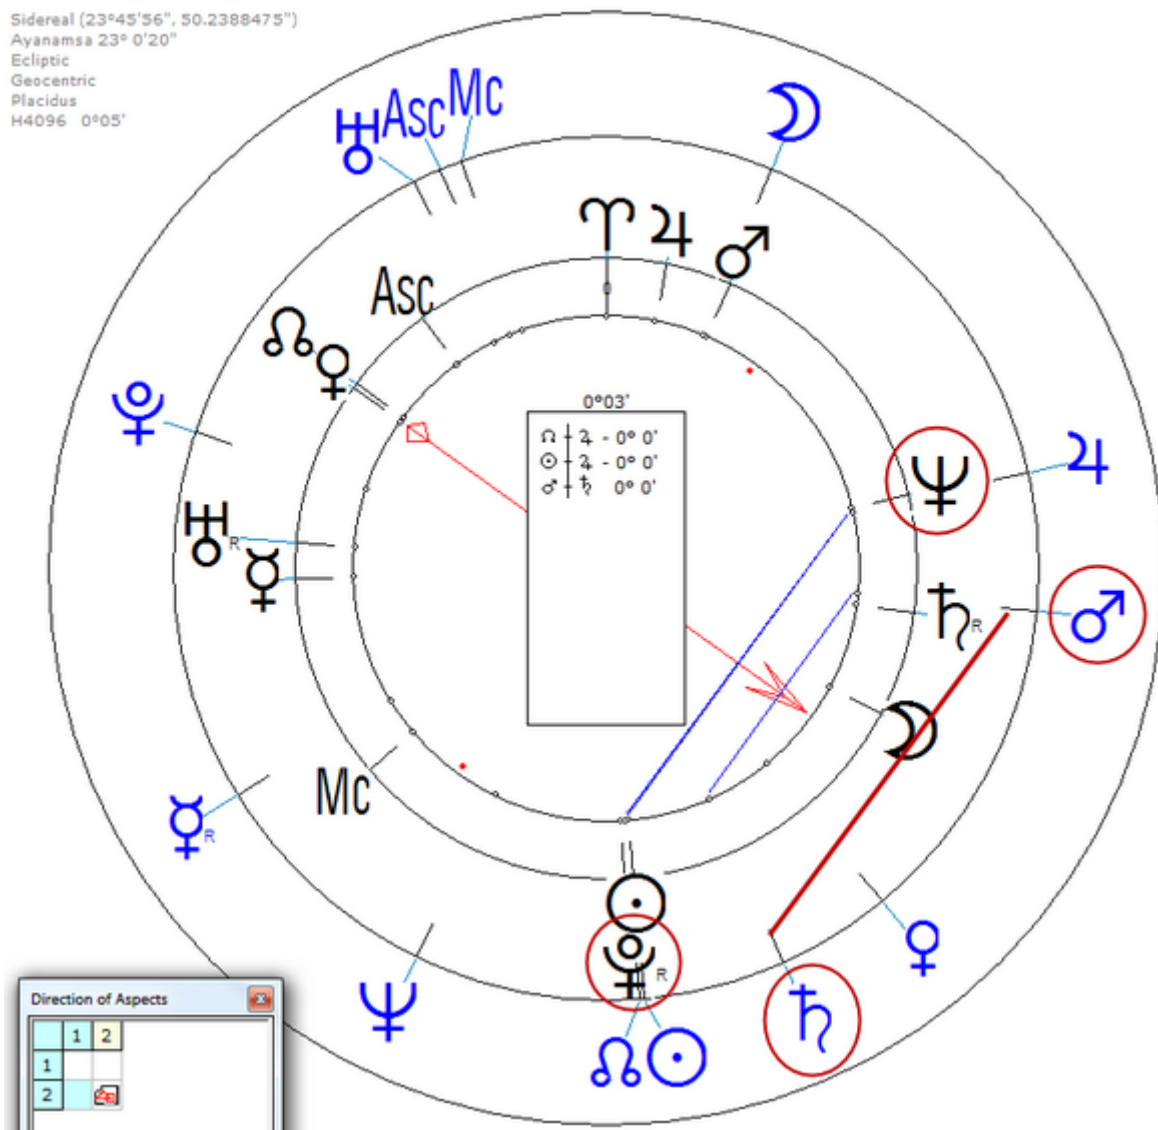 Sidereal (23°45'56", 50.2388475")
Ayanamsa 23° 0'20"
Ecliptic
Geocentric
Placidus
H4096 0°05'
♅ Asc Mc
☽
♈ ♃ ♂
Asc
☊ ♀
♇
0°03'
☊ ♃ - 0° 0'
☉ ♃ - 0° 0'
♂ ♄ 0° 0'
♆ ♃
♅ R
☿
♄ R ♂
☽
Mc
☿ R
☉
♇ R
♀
♆
☊ ☉
♄
Direction of Aspects
1 2
1
2